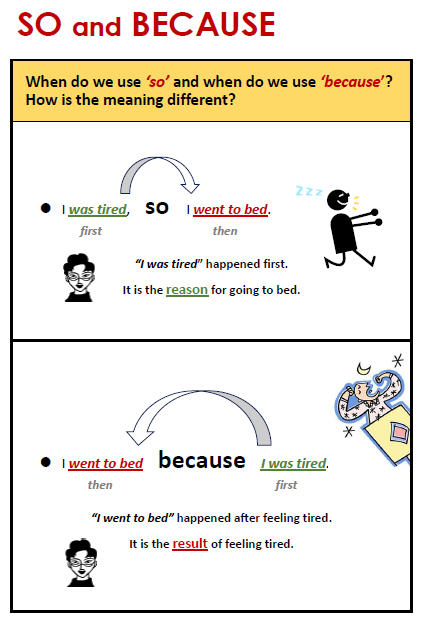 SO and BECAUSE
When do we use ‘so’ and when do we use ‘because’?
How is the meaning different?
zzz
● I was tired, so I went to bed.
first then
“I was tired” happened first.
It is the reason for going to bed.
● I went to bed because I was tired.
then first
“I went to bed” happened after feeling tired.
It is the result of feeling tired.